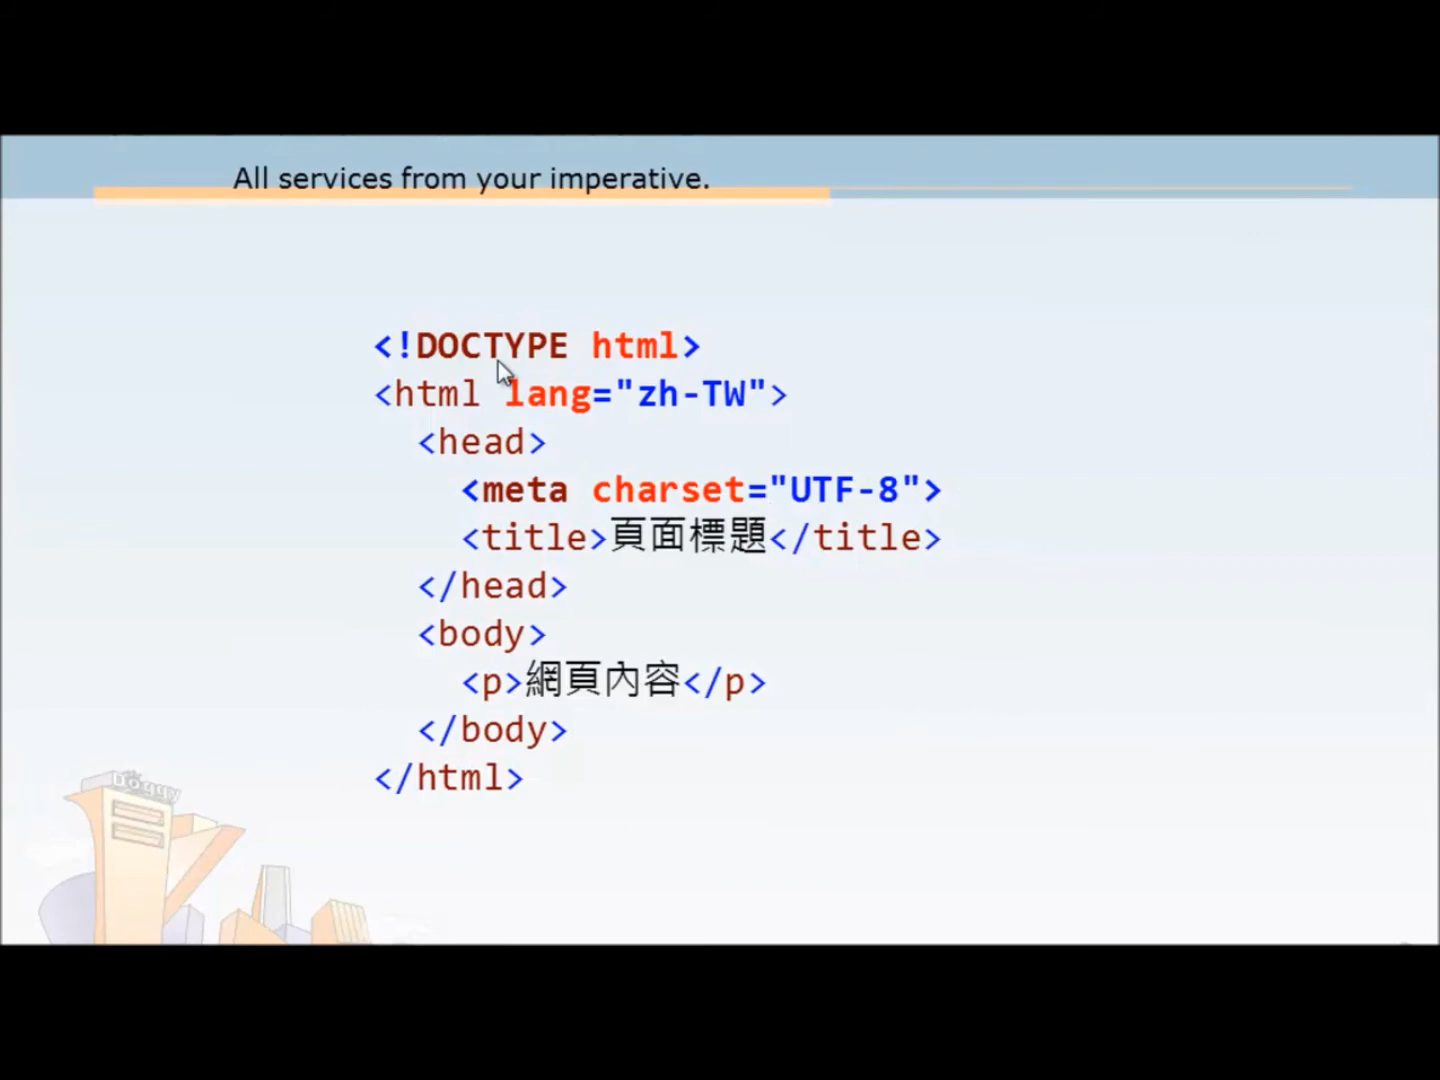 All services from your imperative.
<!DOCTYPE html>
<html lang="zh-TW">
<head>
<meta charset="UTF-8">
<title>頁面標題</title>
</head>
<body>
<p>網頁內容</p>
</body>
</html>
Doggy